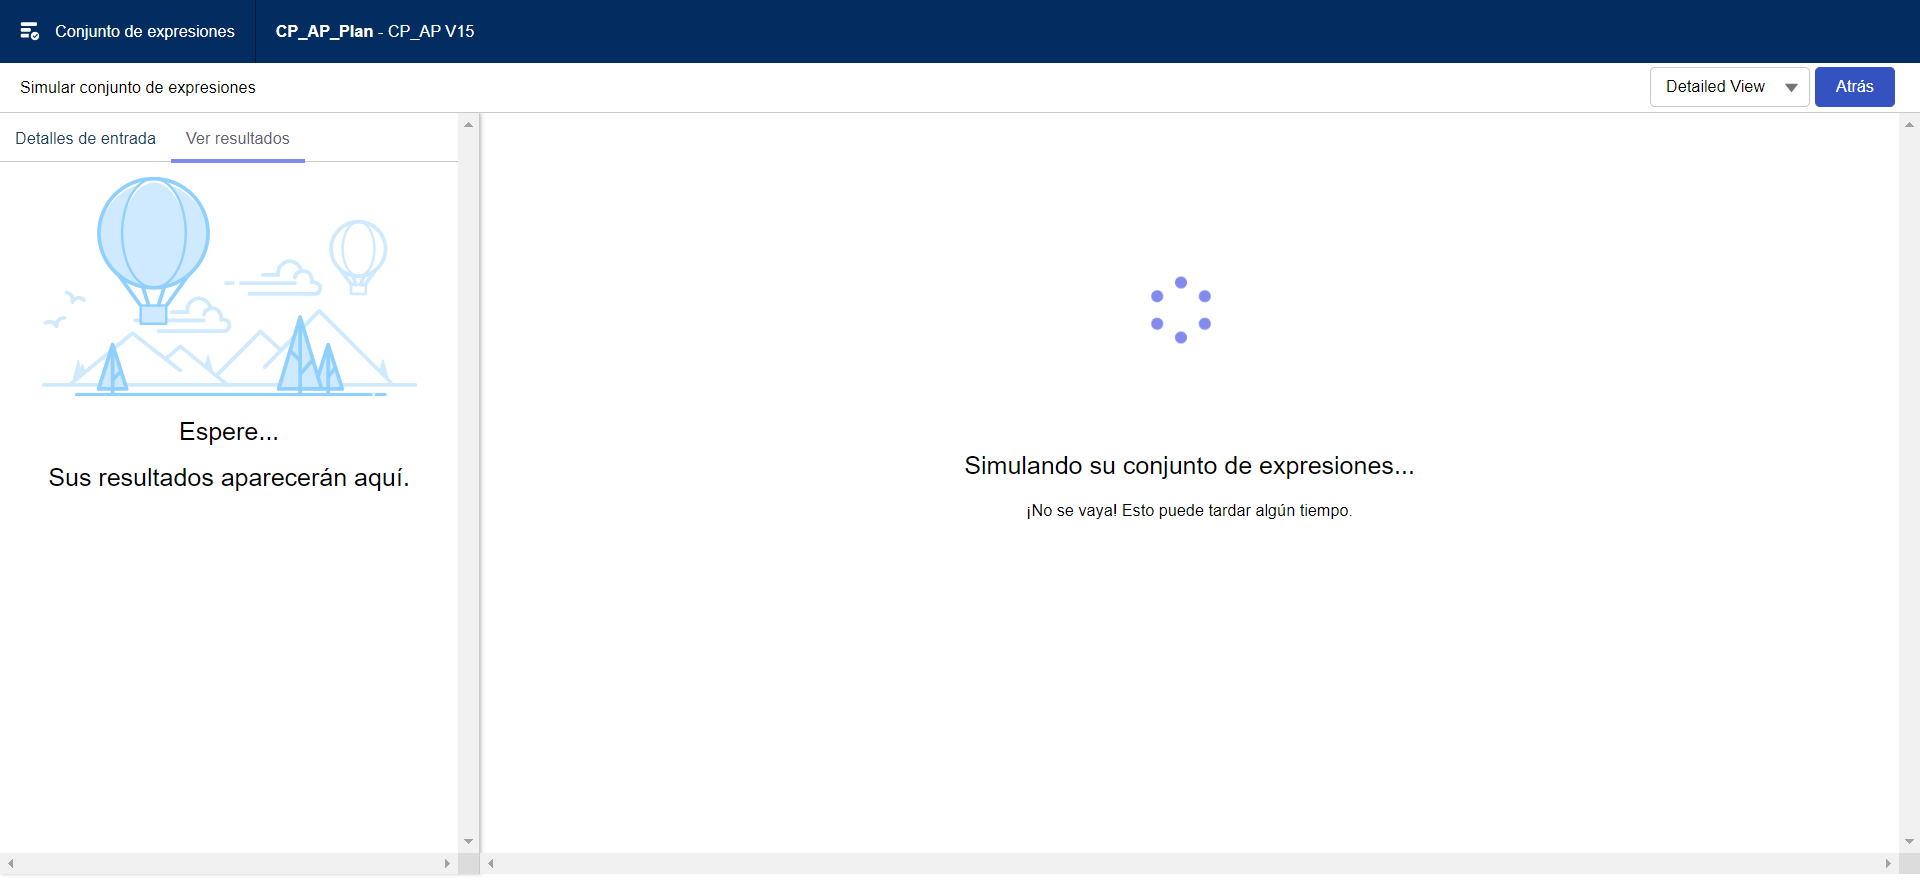 Conjunto de expresiones
CP_AP_Plan - CP_AP V15
Simular conjunto de expresiones
Detailed View
Atrás
Detalles de entrada
Ver resultados
Espere...
Sus resultados aparecerán aquí.
Simulando su conjunto de expresiones...
¡No se vaya! Esto puede tardar algún tiempo.